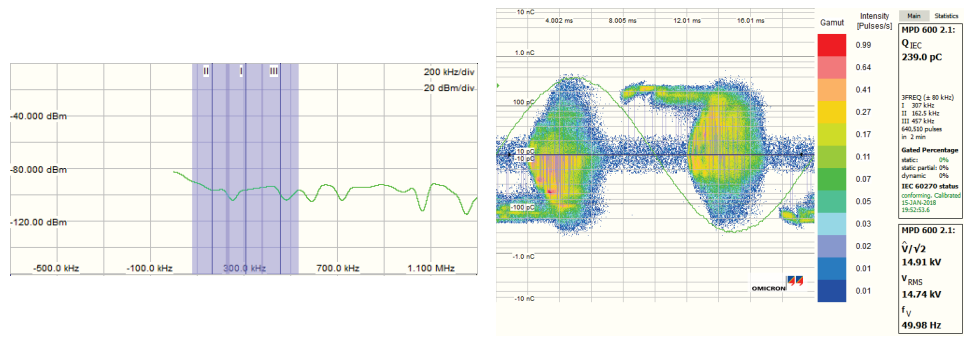 200 kHz/div
20 dBm/div
II I III
-40.000 dBm
-80.000 dBm
-120.00 dBm
-500.0 kHz -100.0 kHz 300.0 kHz 700.0 kHz 1.100 MHz
10 nC
4.002 ms 8.005 ms 12.01 ms 16.01 ms
1.0 nC
100 pC
10 pC
10 pC
-100 pC
-1.0 nC
-10 nC
OMICRON
Gamut
Intensity
[Pulses/s]
0.99
0.64
0.41
0.27
0.17
0.11
0.07
0.05
0.03
0.02
0.01
0.01
Main Statistics
MPD 600 2.1:
Q IEC
239.0 pC
3FREQ (± 80 kHz)
I 307 kHz
II 162.5 kHz
III 457 kHz
640,510 pulses
in 2 min
Gated Percentage
static: 0%
static partial: 0%
dynamic 0%
IEC 60270 status
conforming. Calibrated
15-JAN-2018
19:52:53.6
MPD 600 2.1:
V̂/√2
14.91 kV
V RMS
14.74 kV
f V
49.98 Hz